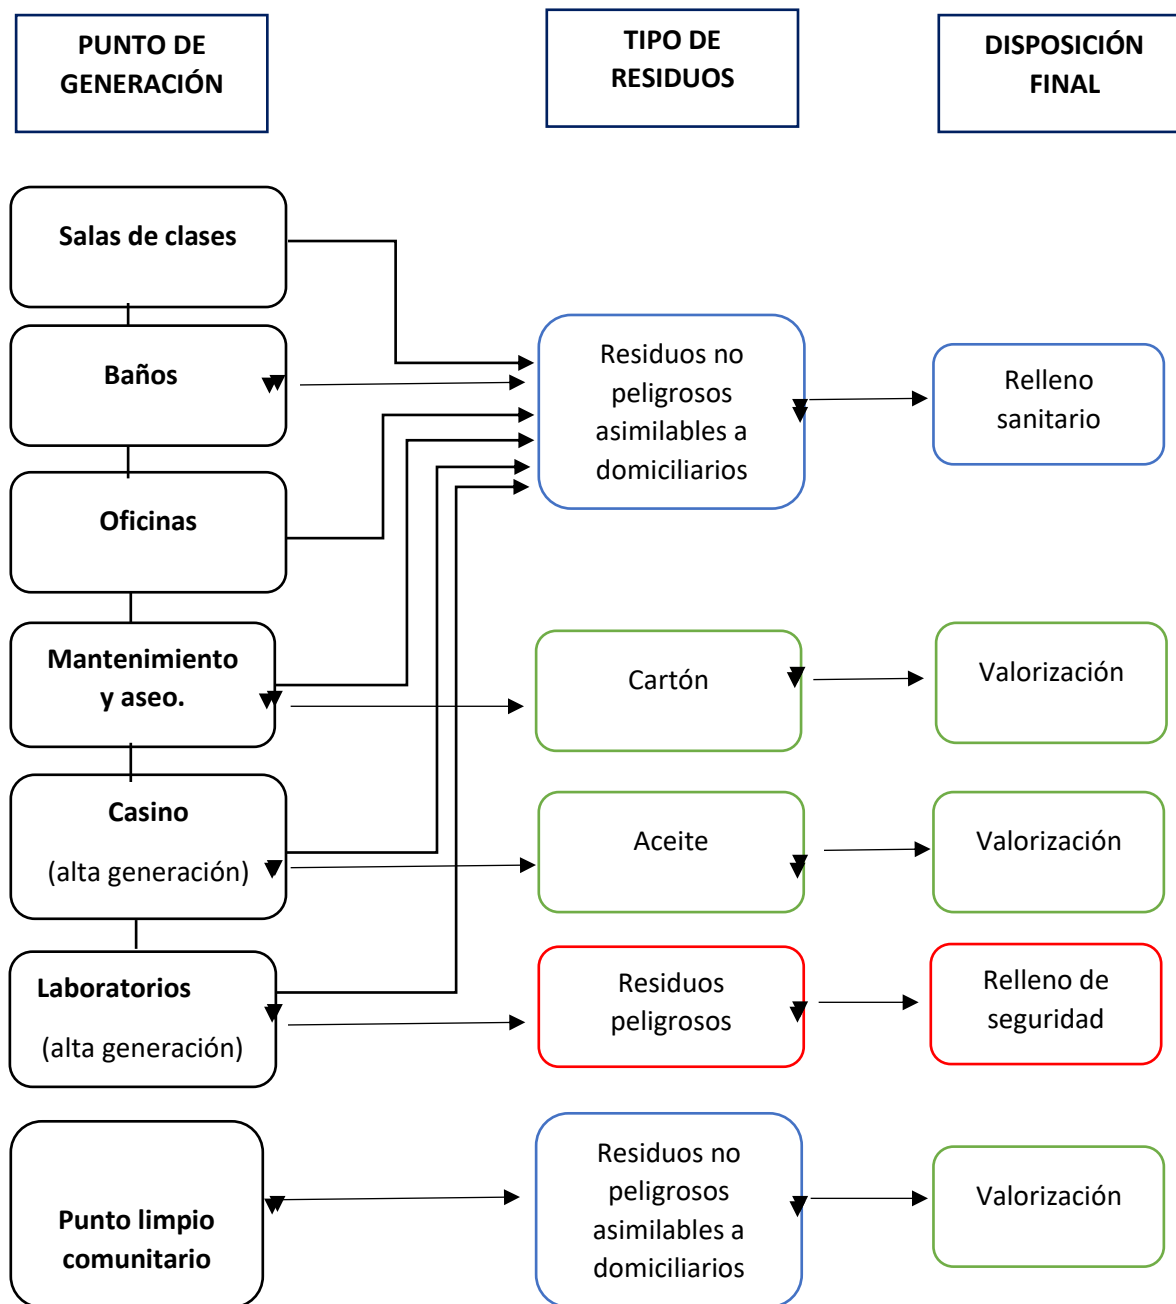 PUNTO DE
GENERACIÓN
TIPO DE
RESIDUOS
DISPOSICIÓN
FINAL
Salas de clases
Baños
Residuos no
peligrosos
asimilables a
domiciliarios
Relleno
sanitario
Oficinas
Mantenimiento
y aseo.
Cartón
Valorización
Casino
(alta generación)
Aceite
Valorización
Laboratorios
(alta generación)
Residuos
peligrosos
Relleno de
seguridad
Punto limpio
comunitario
Residuos no
peligrosos
asimilables a
domiciliarios
Valorización